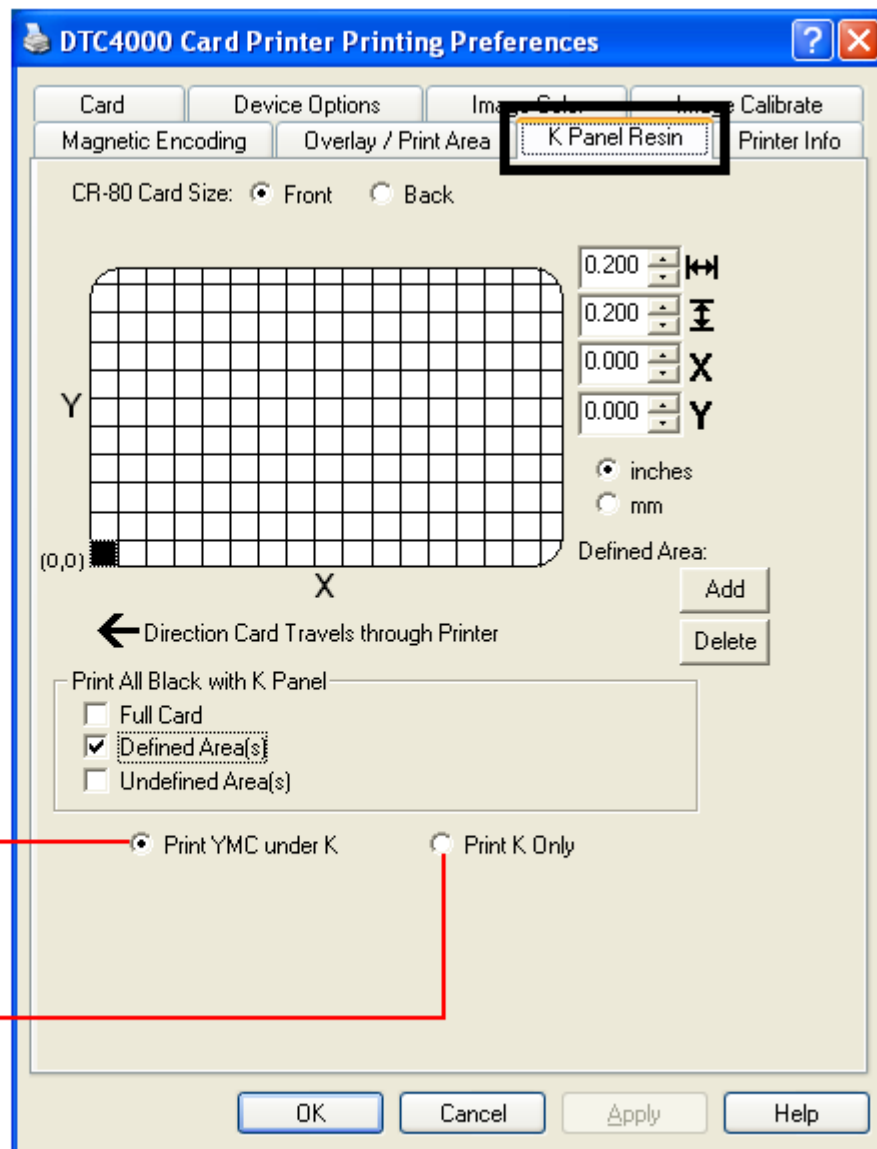 DTC4000 Card Printer Printing Preferences
Card Device Options Image Color Image Calibrate
Magnetic Encoding Overlay / Print Area K Panel Resin Printer Info
CR-80 Card Size: Front Back
0.200
0.200
0.000 X
0.000 Y
Y
inches
mm
(0,0)
X
Defined Area:
Add
Delete
Direction Card Travels through Printer
Print All Black with K Panel
Full Card
Defined Area(s)
Undefined Area(s)
Print YMC under K Print K Only
OK Cancel Apply Help